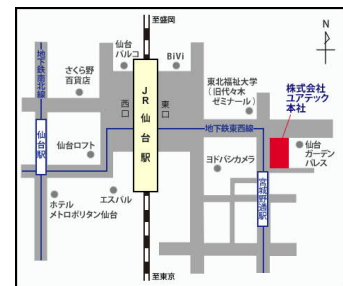 至盛岡
N
地下鉄南北線
仙台
パルコ
BiVi
さくら野
百貨店
東北福祉大学
(旧代々木
ゼミナール)
株式会社
ユアテック
本社
西口
JR仙台駅
東口
地下鉄東西線
仙台駅
仙台ロフト
ヨドバシカメラ
仙台
ガーデン
パレス
宮城野通駅
ホテル
メトロポリタン仙台
エスパル
至東京